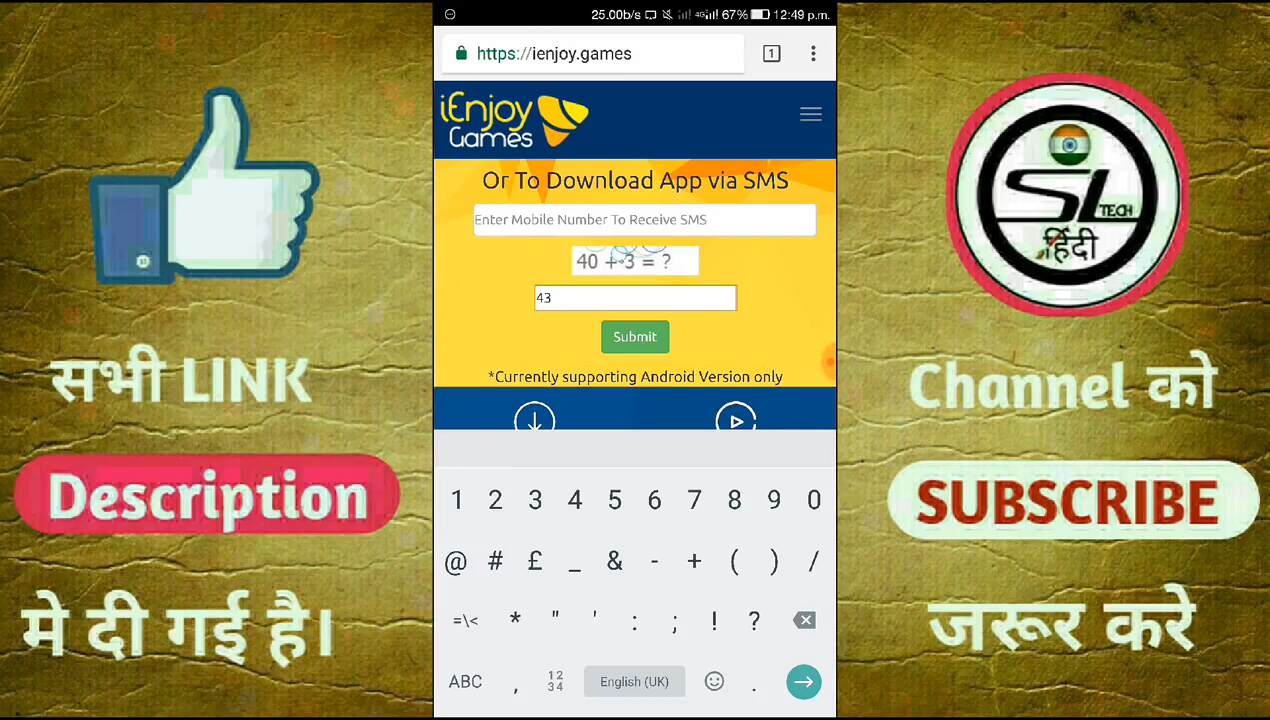 25.00b/s 4G 67% 12:49 p.m.
https://ienjoy.games 1
iEnjoy
Games
Or To Download App via SMS
Enter Mobile Number To Receive SMS
40 + 3 = ?
43
Submit
*Currently supporting Android Version only
1 2 3 4 5 6 7 8 9 0
@ # £ _ & - + ( ) /
=\< * " ' : ; ! ?
ABC , 12 34 English (UK) .
सभी LINK
Description
मे दी गई है।
SL
TECH
हिंदी
Channel को
SUBSCRIBE
जरूर करे